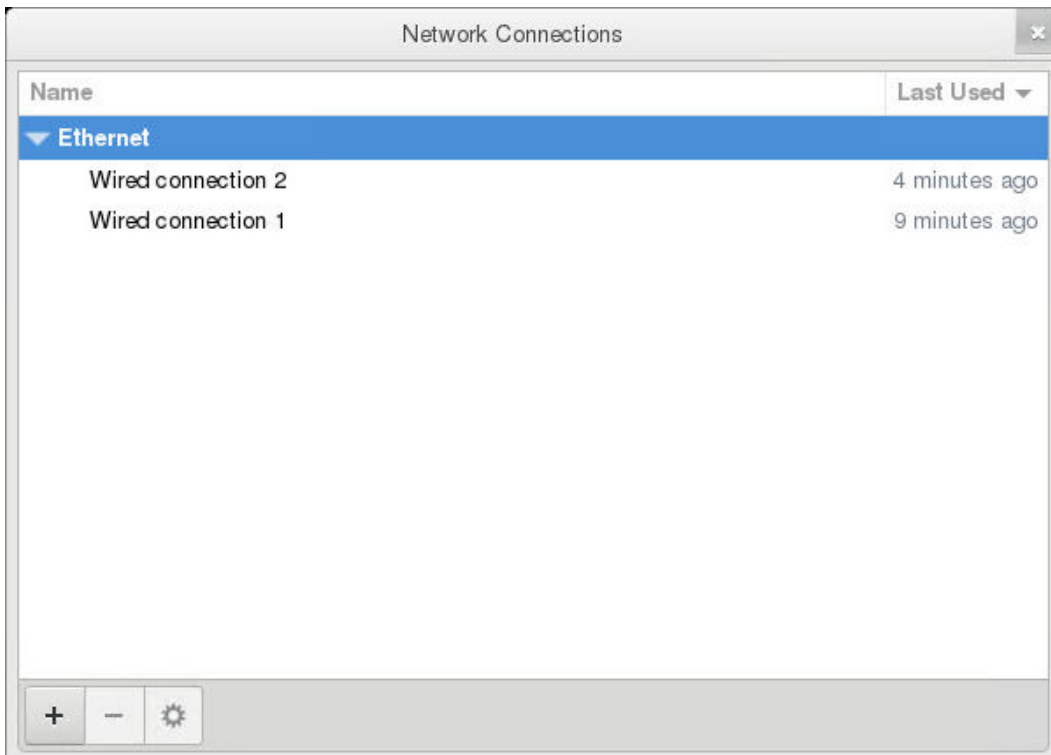 Network Connections
Name Last Used
Ethernet
Wired connection 2 4 minutes ago
Wired connection 1 9 minutes ago